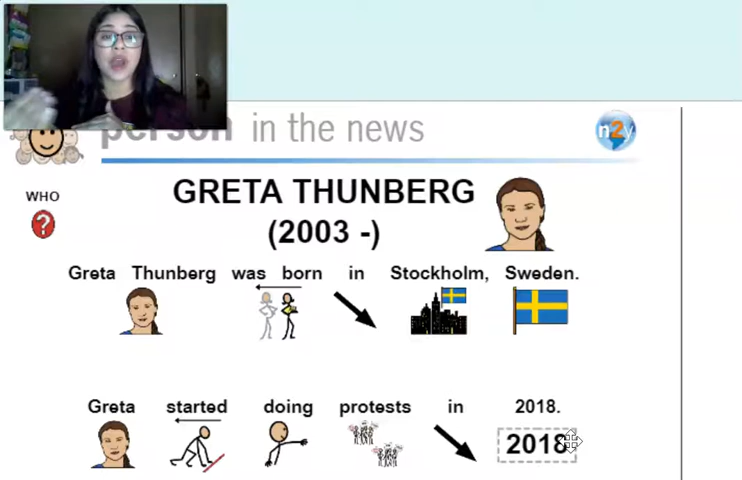 person in the news
n2y
WHO
?
GRETA THUNBERG
(2003 -)
Greta Thunberg was born in Stockholm, Sweden.
Greta started doing protests in 2018.
2018